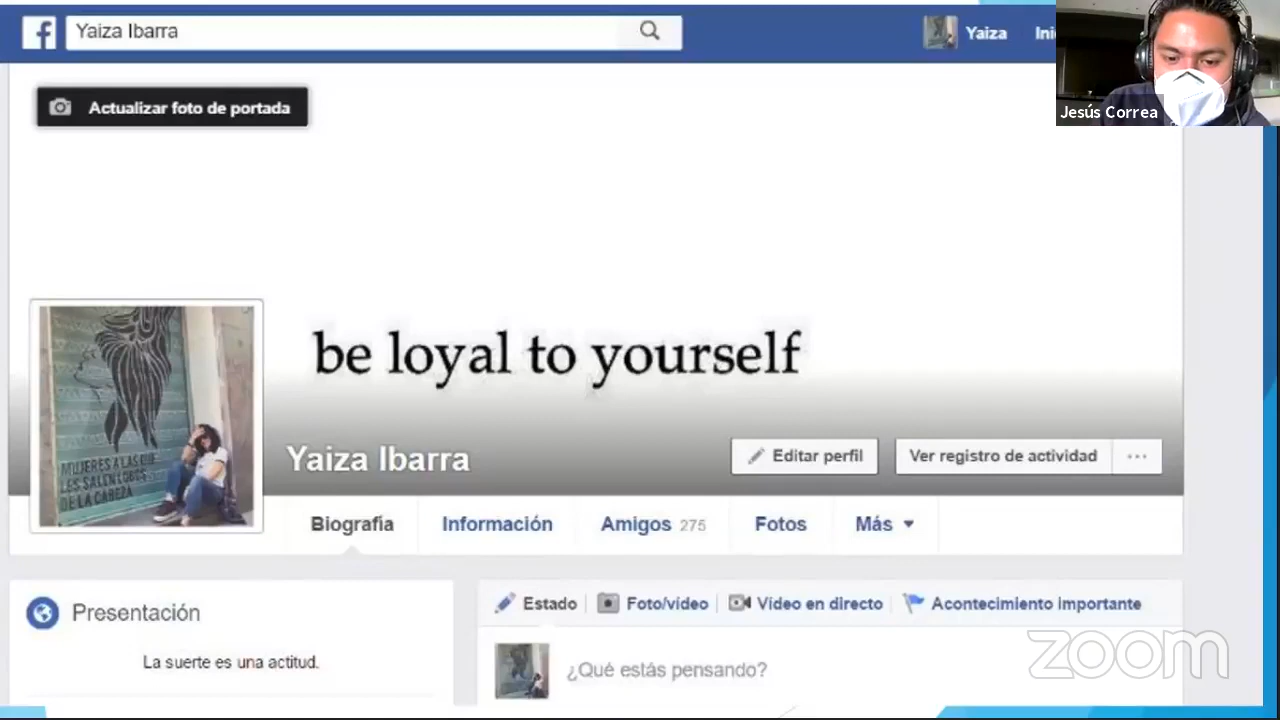 f Yaiza Ibarra
Yaiza
Jesús Correa
Actualizar foto de portada
be loyal to yourself
MUJERES A LAS QUE
LES SALEN LOBOS
DE LA CABEZA
Yaiza Ibarra
Editar perfil
Ver registro de actividad
...
Biografía
Información
Amigos 275
Fotos
Más
Presentación
La suerte es una actitud.
Estado
Foto/vídeo
Vídeo en directo
Acontecimiento importante
¿Qué estás pensando?
zoom